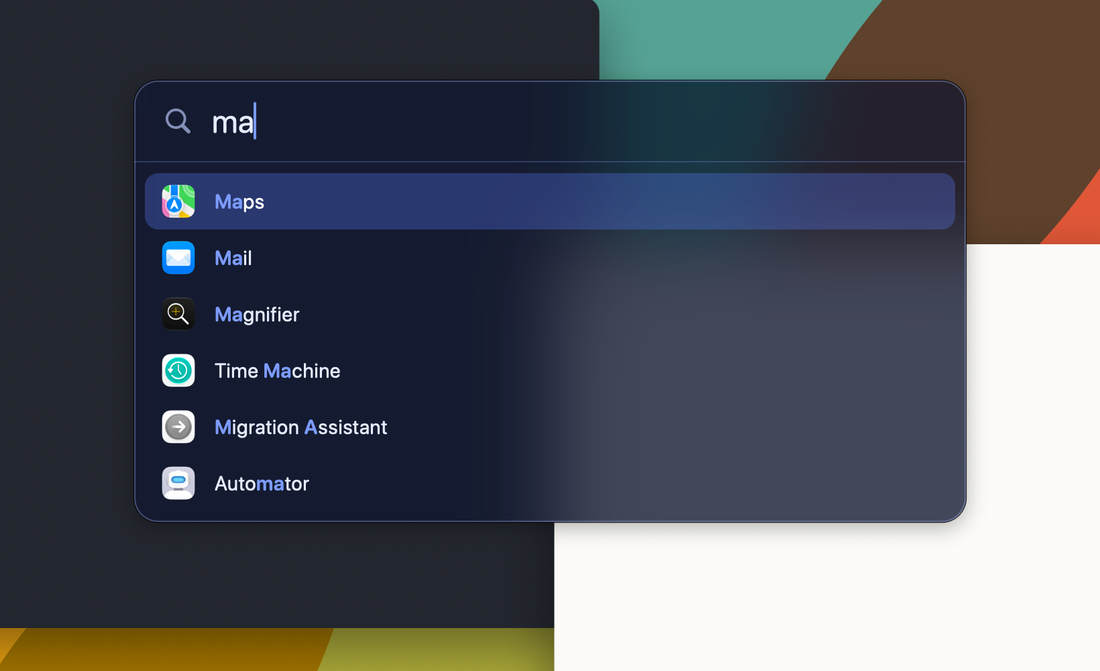 ma
Maps
Mail
Magnifier
Time Machine
Migration Assistant
Automator